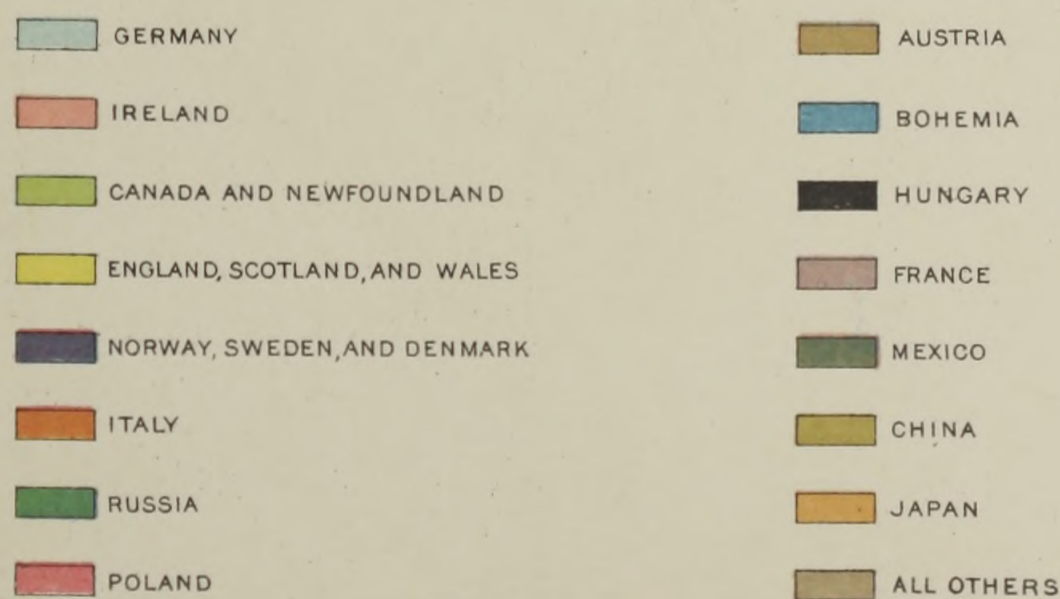 GERMANY
IRELAND
CANADA AND NEWFOUNDLAND
ENGLAND, SCOTLAND, AND WALES
NORWAY, SWEDEN, AND DENMARK
ITALY
RUSSIA
POLAND
AUSTRIA
BOHEMIA
HUNGARY
FRANCE
MEXICO
CHINA
JAPAN
ALL OTHERS